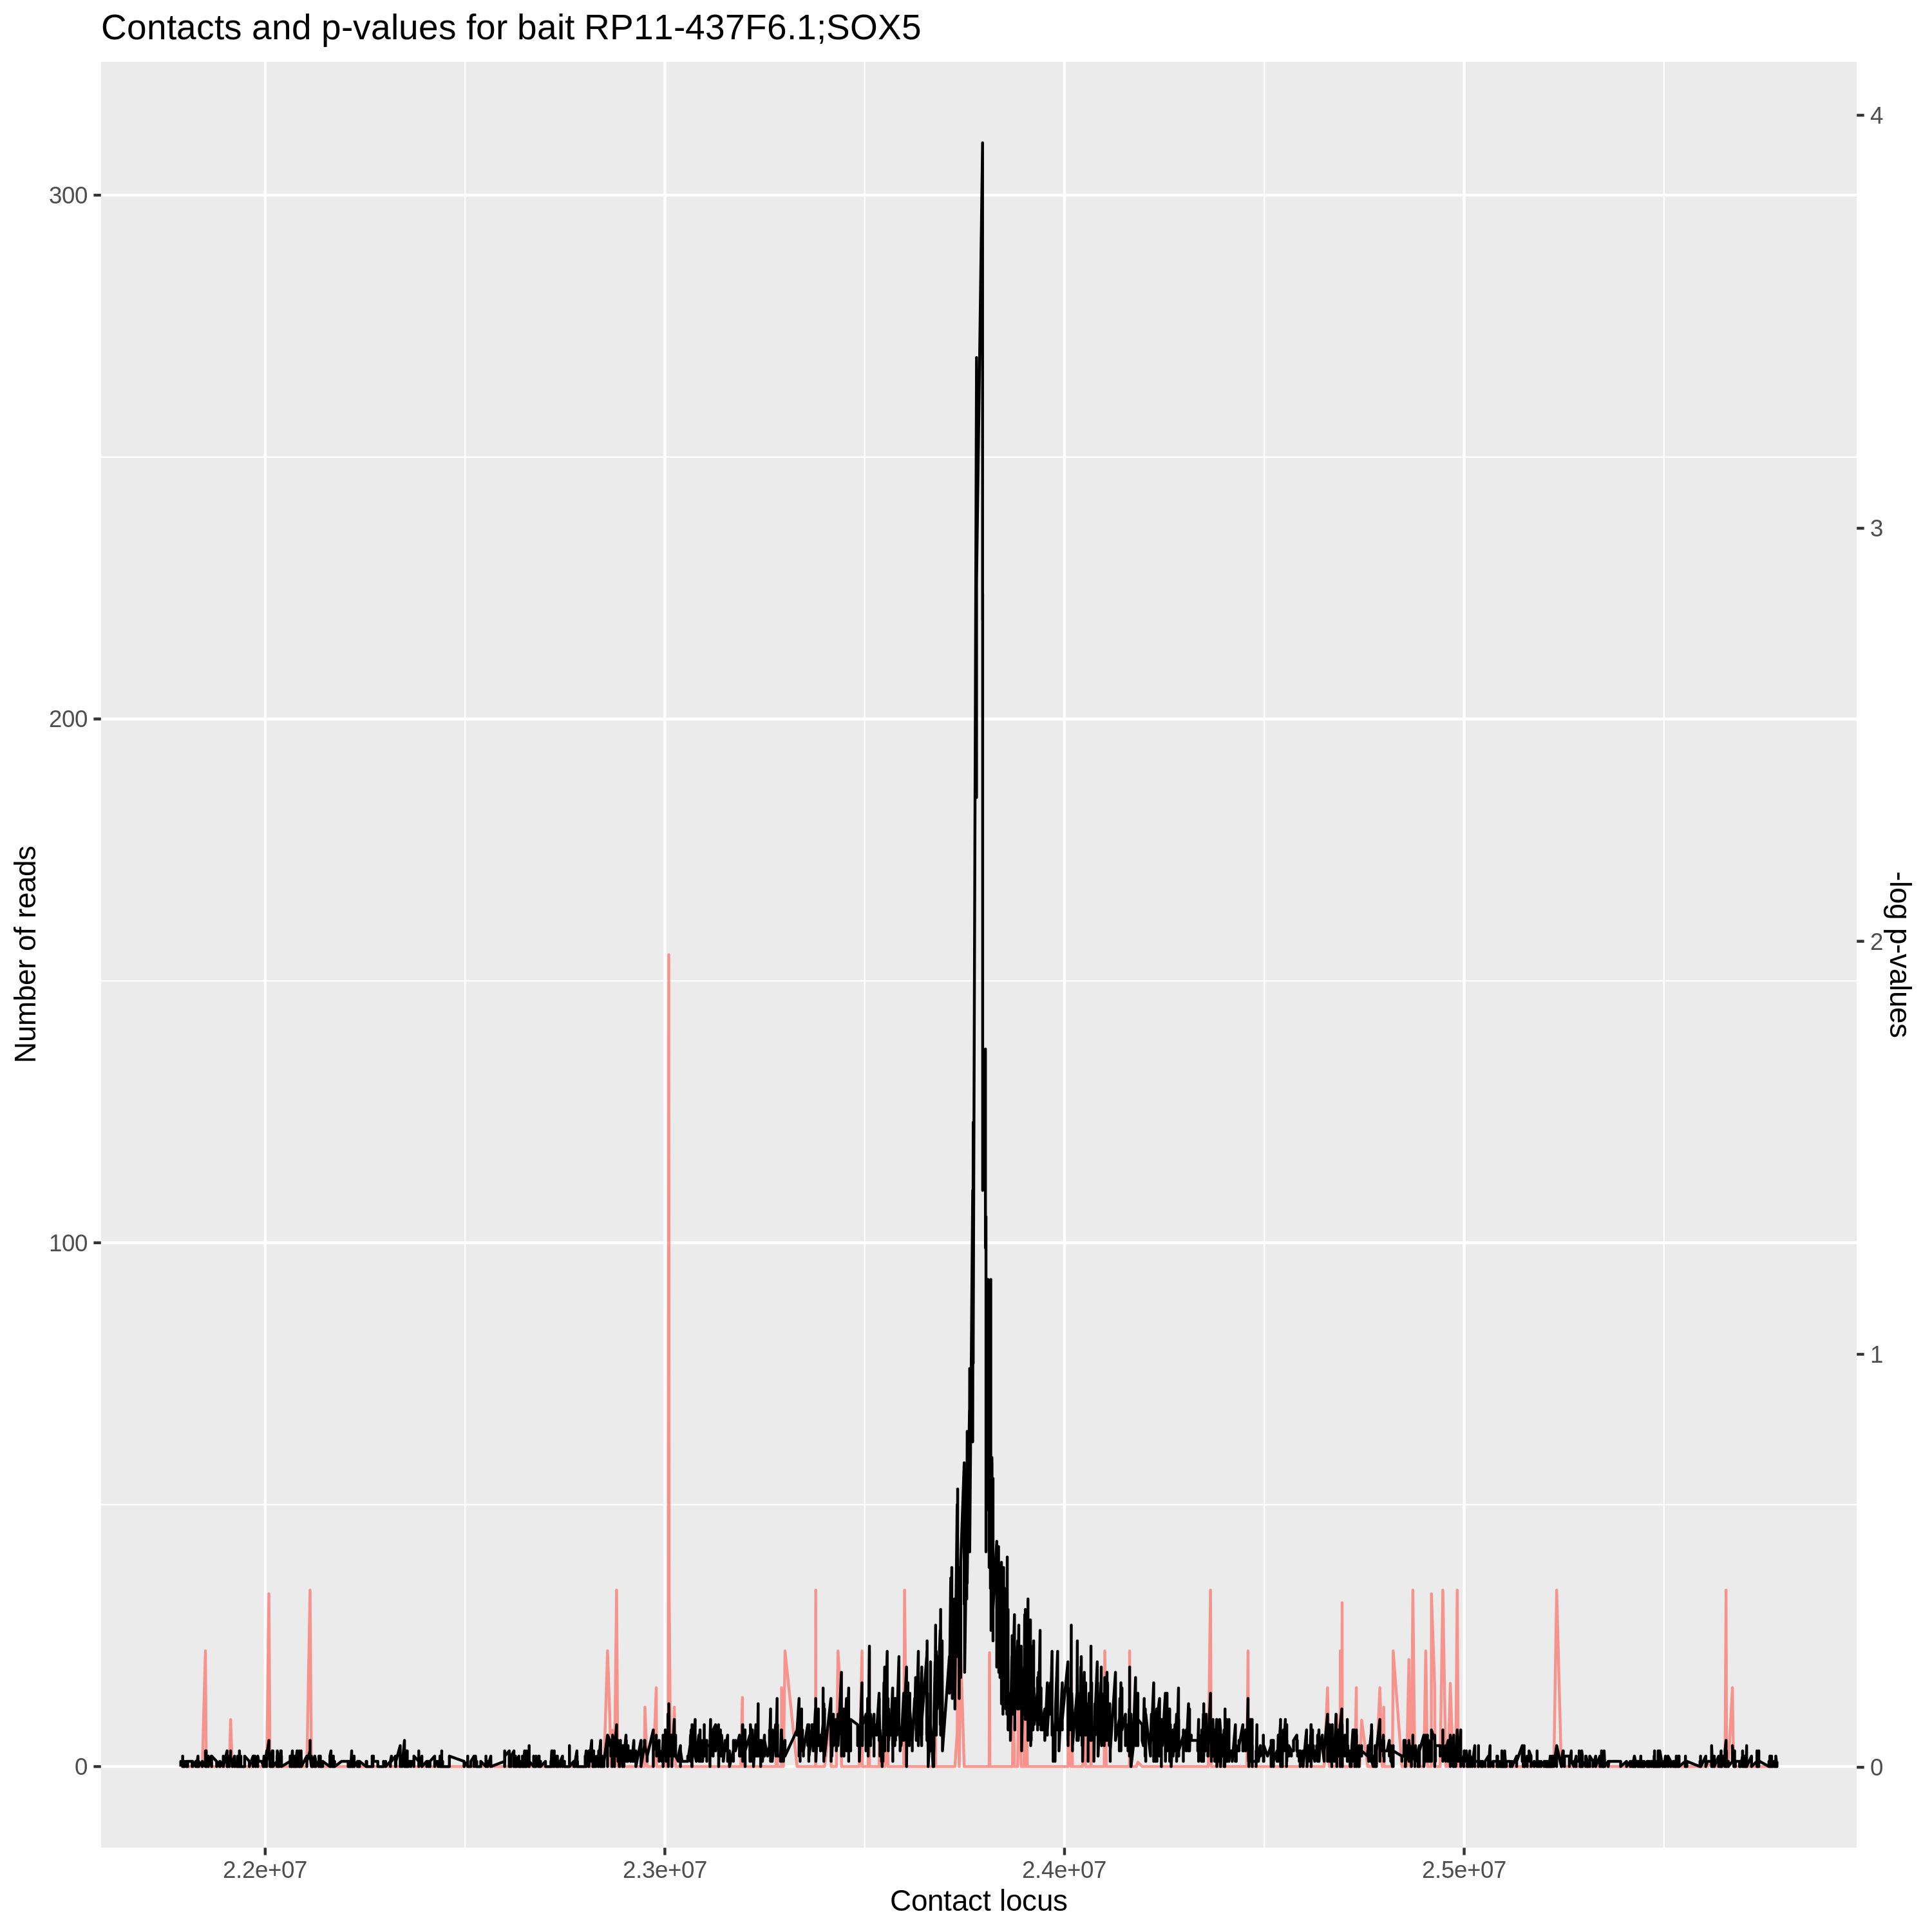 Contacts and p-values for bait RP11-437F6.1;SOX5
4
300
3
200
Number of reads
-log p-values
2
100
1
0
0
2.2e+07
2.3e+07
2.4e+07
2.5e+07
Contact locus